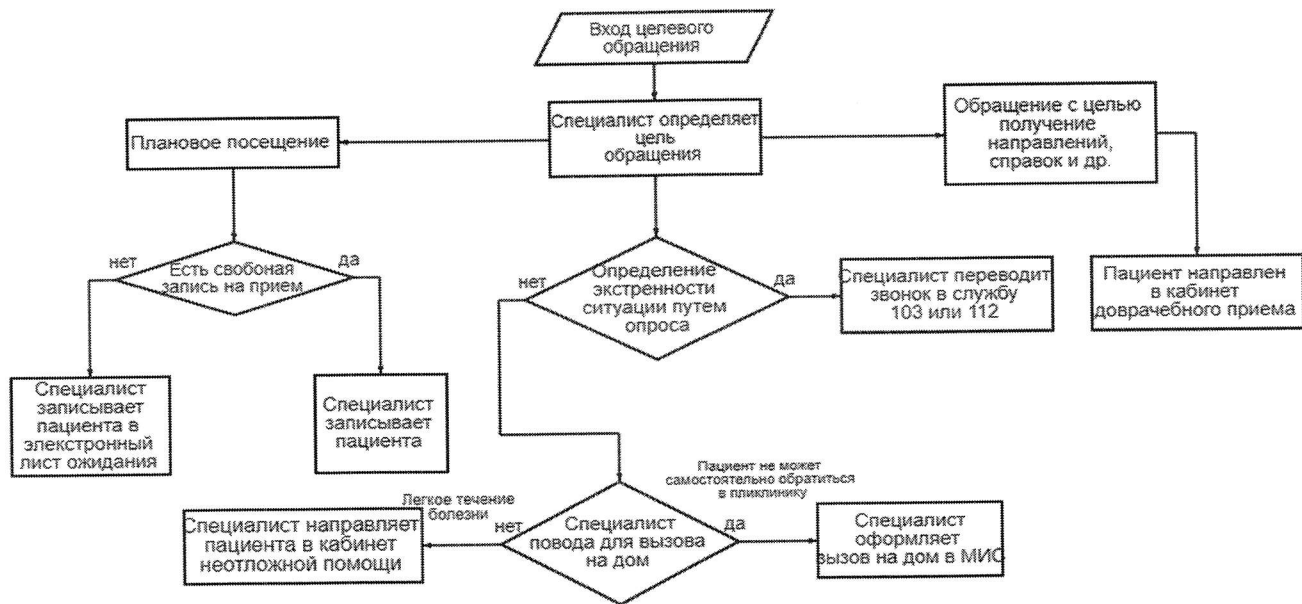 Вход целевого
обращения
Плановое посещение
Специалист определяет
цель
обращения
Обращение с целью
получение
направлений,
справок и др.
нет
Есть свобоная
запись на прием
да
нет
Определение
экстренности
ситуации путем
опроса
да
Специалист переводит
звонок в службу
103 или 112
Пациент направлен
в кабинет
доврачебного приема
Специалист
записывает
пациента в
элекстронный
лист ожидания
Специалист
записывает
пациента
Легкое течение
болезни
Пациент не может
самостоятельно обратиться
в пликлинику
Специалист направляет
пациента в кабинет
неотложной помощи
нет
Специалист
повода для вызова
на дом
да
Специалист
оформляет
вызов на дом в МИС